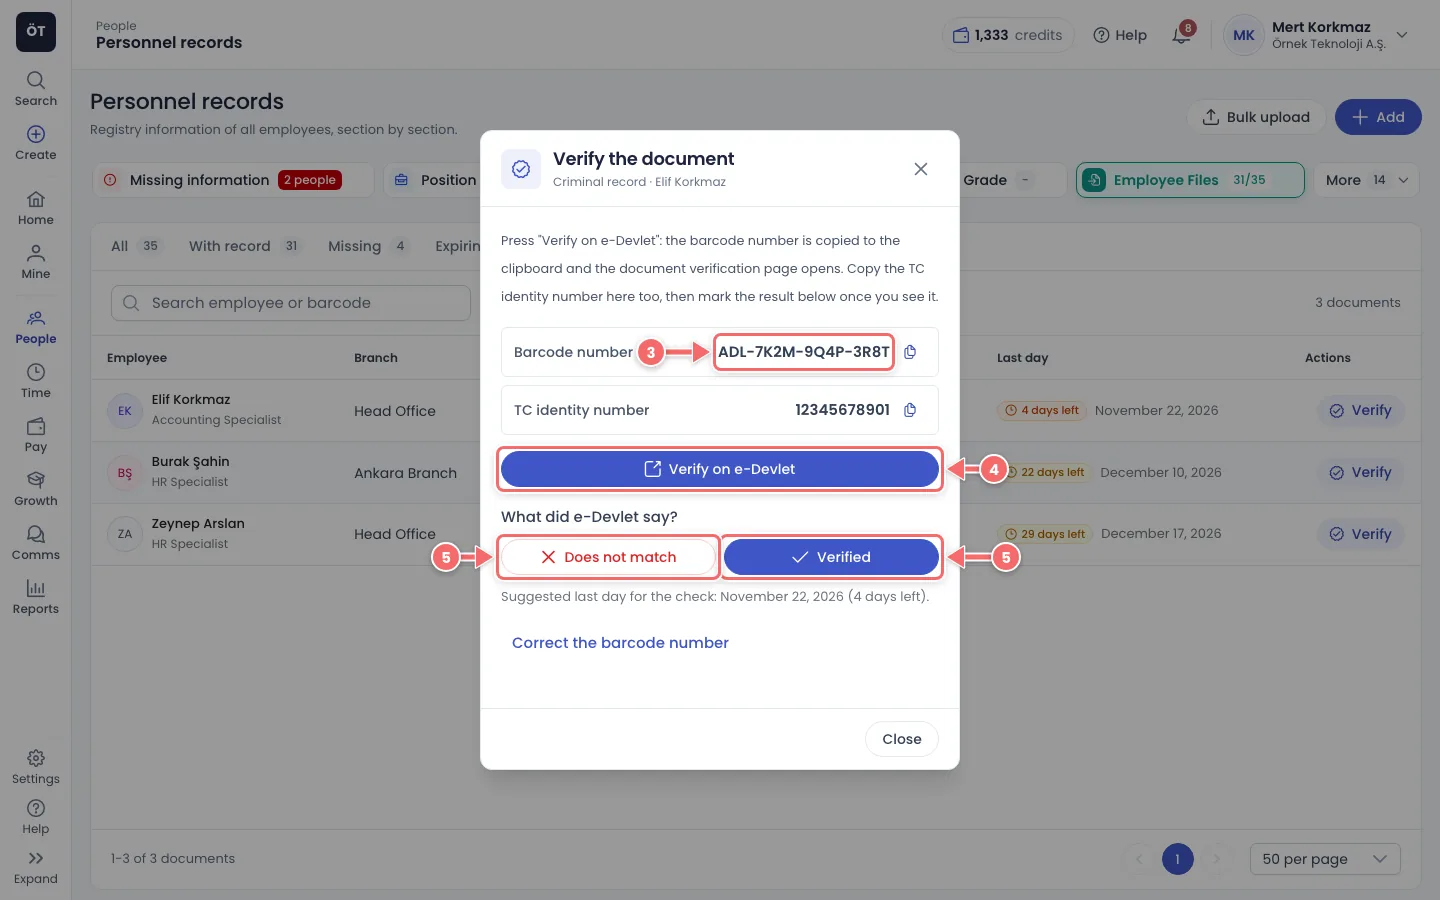 ÖT
People
Personnel records
1,333 credits
Help
8
MK
Mert Korkmaz
Örnek Teknoloji A.Ş.
Search
Create
Home
Mine
People
Time
Pay
Growth
Comms
Reports
Settings
Help
Expand
Personnel records
Registry information of all employees, section by section.
Bulk upload
Add
Missing information 2 people
Position
Grade -
Employee Files 31/35
More 14
All 35
With record 31
Missing 4
Expirin
Search employee or barcode
3 documents
Employee
Branch
Last day
Actions
EK
Elif Korkmaz
Accounting Specialist
Head Office
4 days left
November 22, 2026
Verify
BŞ
Burak Şahin
HR Specialist
Ankara Branch
22 days left
December 10, 2026
Verify
ZA
Zeynep Arslan
HR Specialist
Head Office
29 days left
December 17, 2026
Verify
1-3 of 3 documents
1
50 per page
Verify the document
Criminal record · Elif Korkmaz
Press "Verify on e-Devlet": the barcode number is copied to the
clipboard and the document verification page opens. Copy the TC
identity number here too, then mark the result below once you see it.
Barcode number
3
ADL-7K2M-9Q4P-3R8T
TC identity number
12345678901
Verify on e-Devlet
4
What did e-Devlet say?
5
Does not match
Verified
5
Suggested last day for the check: November 22, 2026 (4 days left).
Correct the barcode number
Close